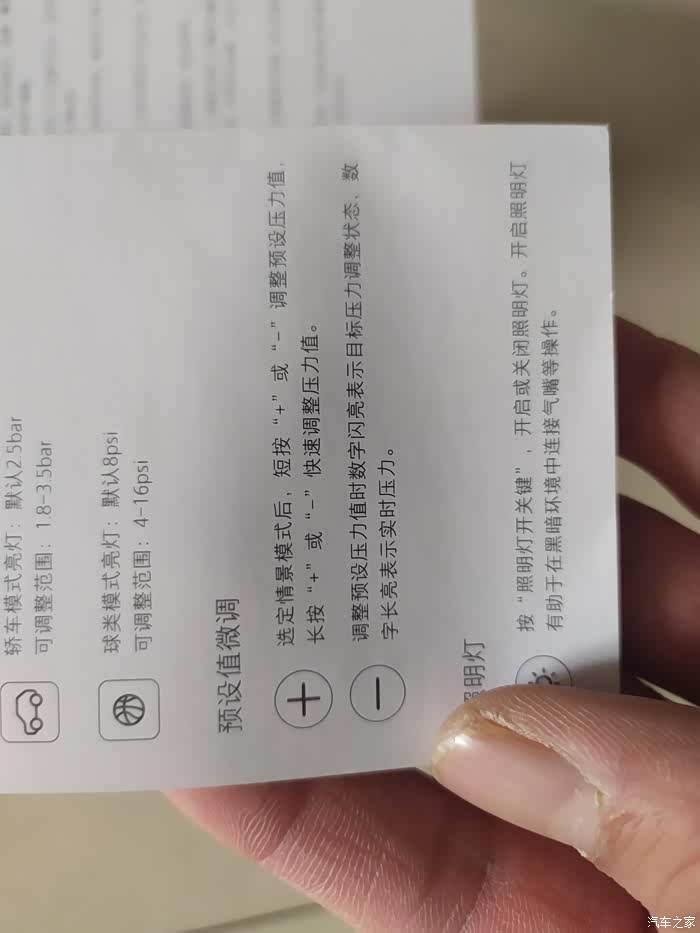 轿车模式亮灯：默认2.5bar
可调整范围：1.8-3.5bar
球类模式亮灯：默认8psi
可调整范围：4-16psi
预设值微调
选定情景模式后，短按“+”或“−”调整预设压力值，
长按“+”或“−”快速调整压力值。
调整预设压力值时数字闪亮表示目标压力调整状态，数
字长亮表示实时压力。
照明灯
按“照明灯开关键”，开启或关闭照明灯。开启照明灯
有助于在黑暗环境中连接气嘴等操作。
汽车之家